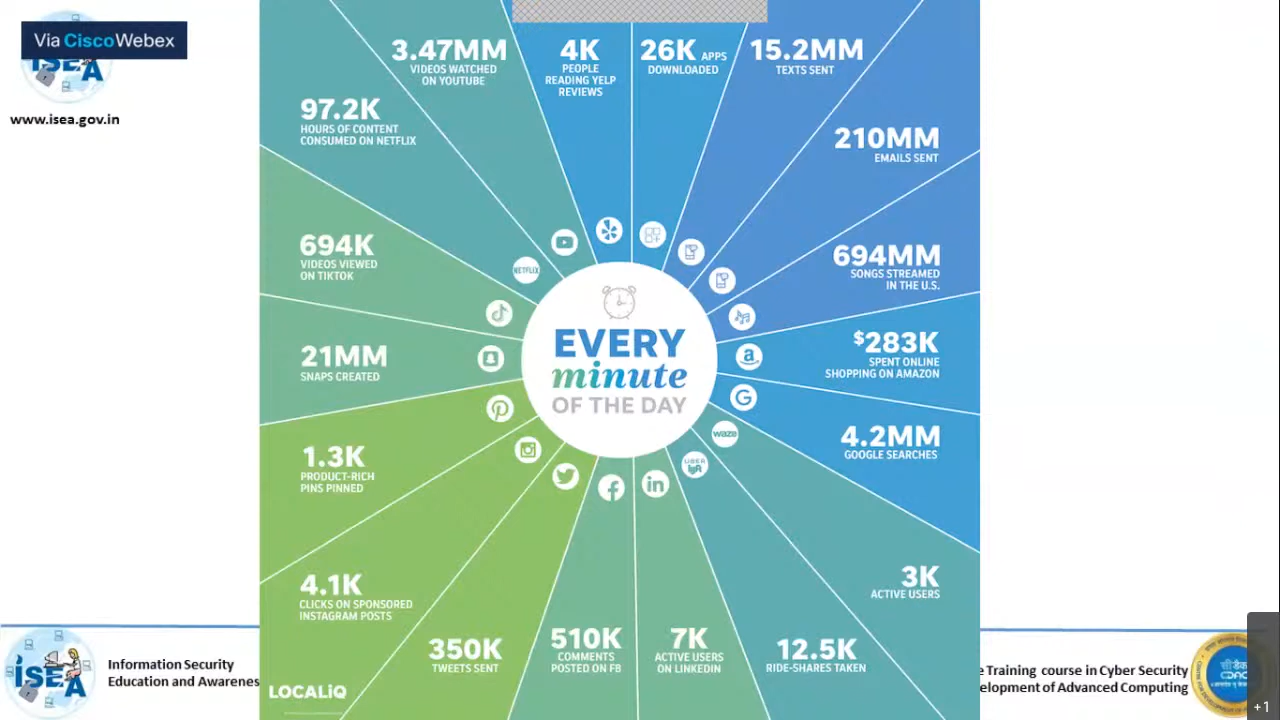 Via Cisco Webex
ISEA
www.isea.gov.in
3.47MM
VIDEOS WATCHED
ON YOUTUBE
4K
PEOPLE
READING YELP
REVIEWS
26K APPS
DOWNLOADED
15.2MM
TEXTS SENT
97.2K
HOURS OF CONTENT
CONSUMED ON NETFLIX
210MM
EMAILS SENT
694K
VIDEOS VIEWED
ON TIKTOK
694MM
SONGS STREAMED
IN THE U.S.
NETFLIX
21MM
SNAPS CREATED
EVERY
minute
OF THE DAY
$283K
SPENT ONLINE
SHOPPING ON AMAZON
4.2MM
GOOGLE SEARCHES
waze
UBER
lyft
1.3K
PRODUCT-RICH
PINS PINNED
3K
ACTIVE USERS
4.1K
CLICKS ON SPONSORED
INSTAGRAM POSTS
350K
TWEETS SENT
510K
COMMENTS
POSTED ON FB
7K
ACTIVE USERS
ON LINKEDIN
12.5K
RIDE-SHARES TAKEN
LOCALiQ
ISEA
Information Security
Education and Awarenes
e Training course in Cyber Security
elopment of Advanced Computing
सी डैक
CDAC
+1